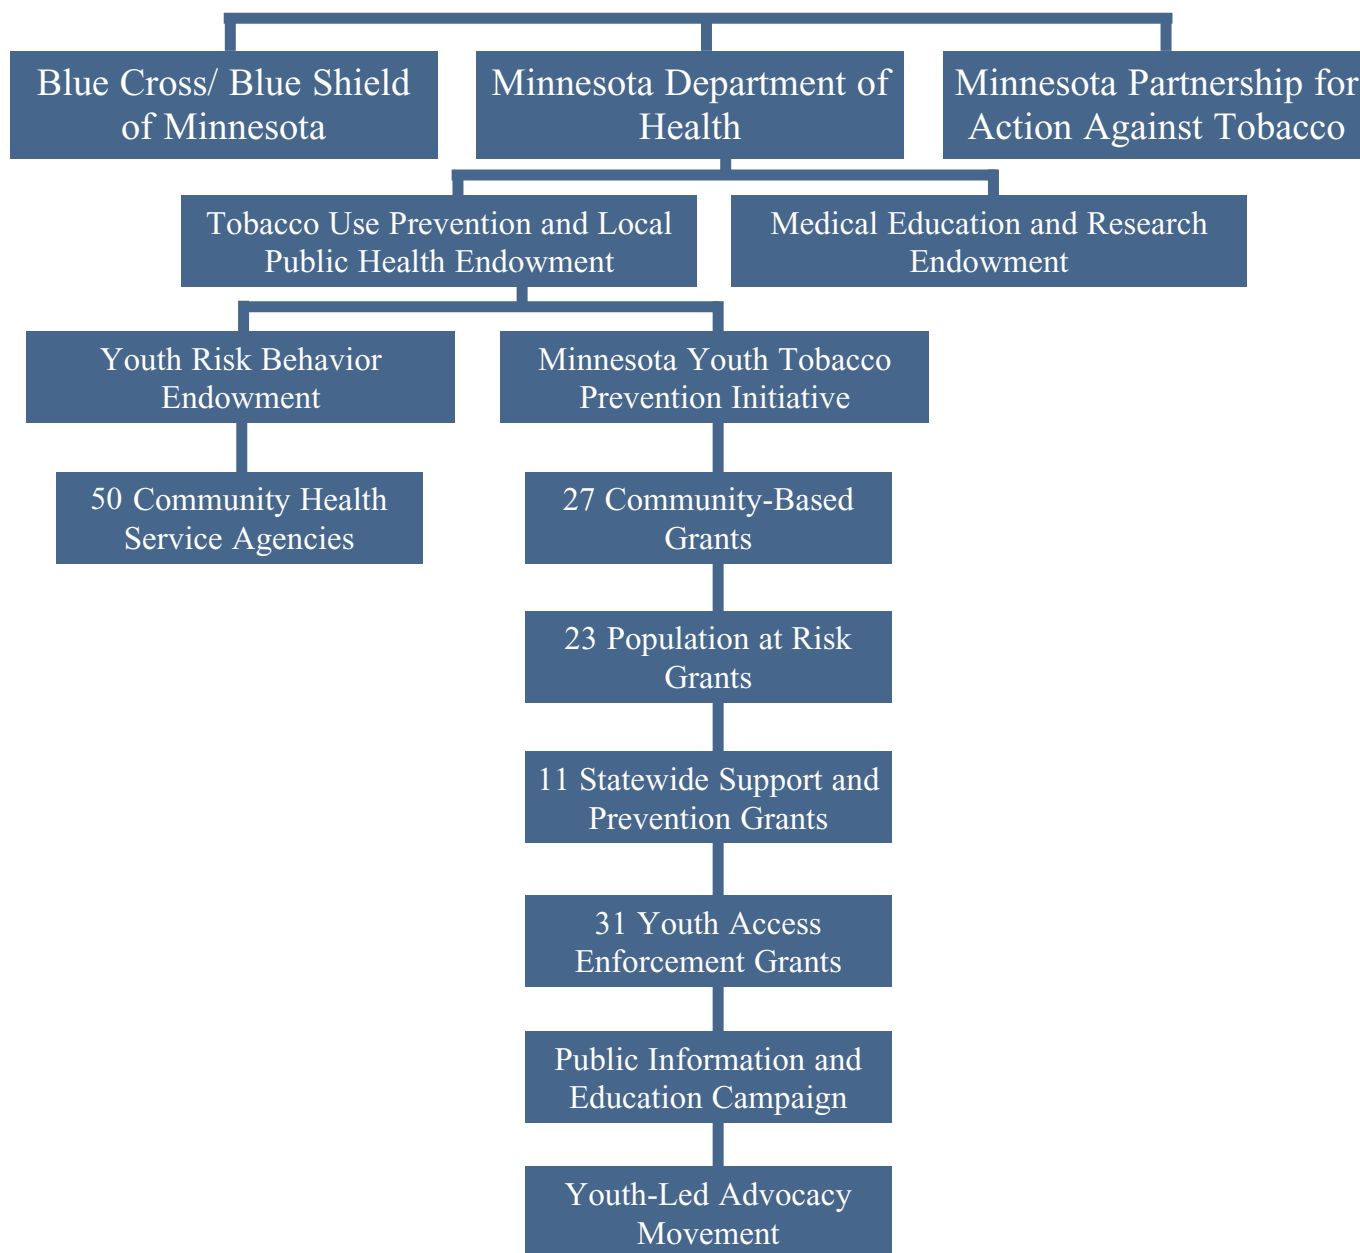 Blue Cross/ Blue Shield
of Minnesota
Minnesota Department of
Health
Minnesota Partnership for
Action Against Tobacco
Tobacco Use Prevention and Local
Public Health Endowment
Medical Education and Research
Endowment
Youth Risk Behavior
Endowment
Minnesota Youth Tobacco
Prevention Initiative
50 Community Health
Service Agencies
27 Community-Based
Grants
23 Population at Risk
Grants
11 Statewide Support and
Prevention Grants
31 Youth Access
Enforcement Grants
Public Information and
Education Campaign
Youth-Led Advocacy
Movement